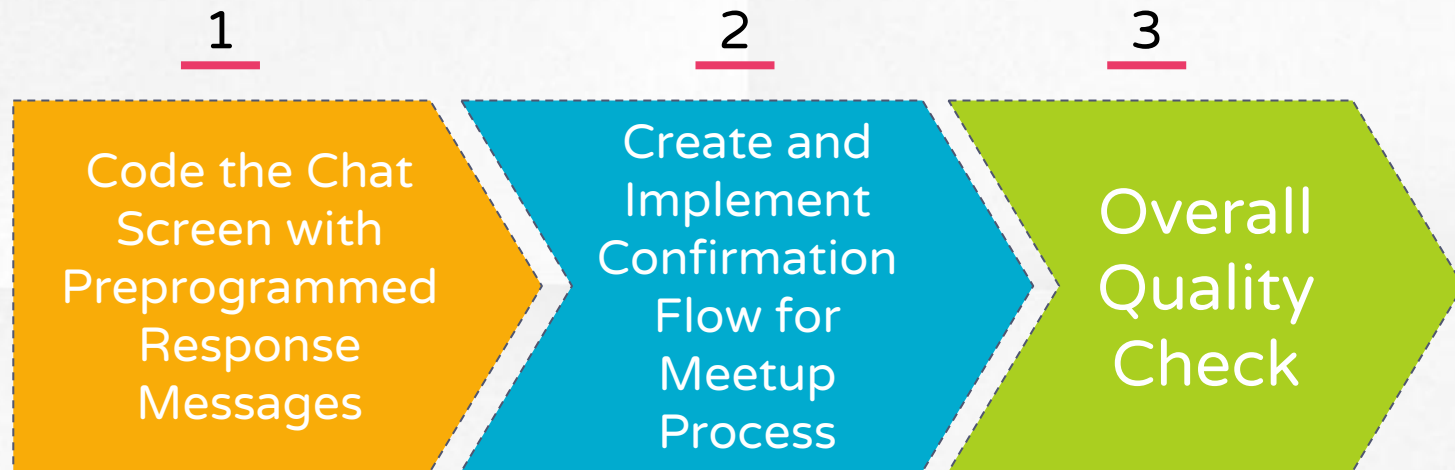 1
Code the Chat
Screen with
Preprogrammed
Response
Messages
2
Create and
Implement
Confirmation
Flow for
Meetup
Process
3
Overall
Quality
Check